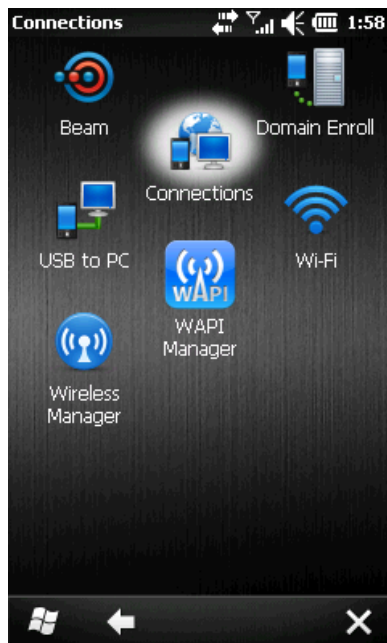 Connections 1:58
Beam
Domain Enroll
Connections
USB to PC
Wi-Fi
WAPI
WAPI
Manager
Wireless
Manager